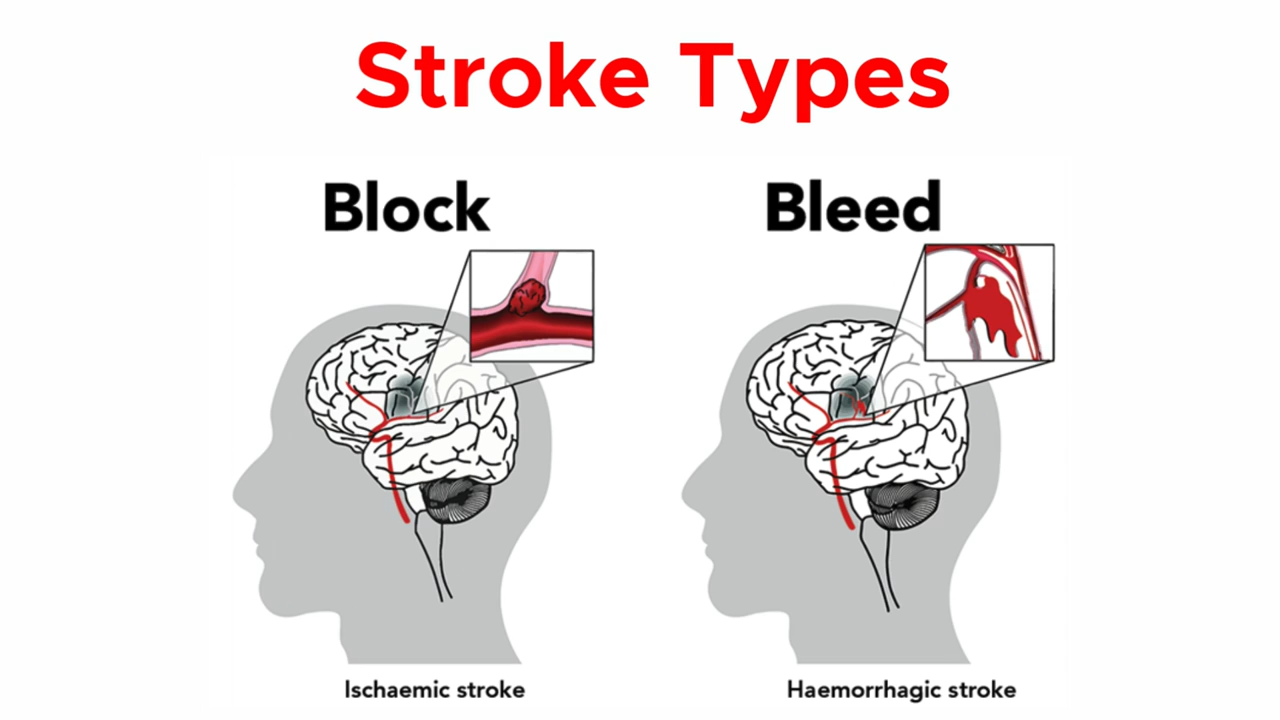 Stroke Types
Block
Bleed
Ischaemic stroke
Haemorrhagic stroke